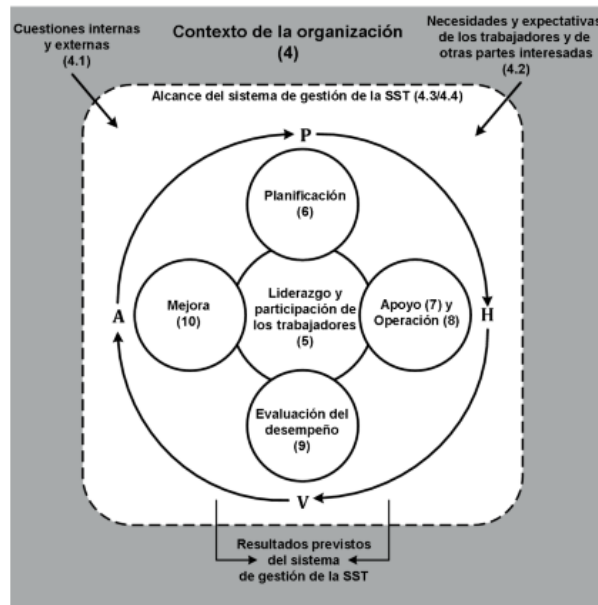 Cuestiones internas
y externas
(4.1)
Contexto de la organización
(4)
Necesidades y expectativas
de los trabajadores y de
otras partes interesadas
(4.2)
Alcance del sistema de gestión de la SST (4.3/4.4)
P
Planificación
(6)
A
Mejora
(10)
Liderazgo y
participación de
los trabajadores
(5)
Apoyo (7) y
Operación (8)
H
Evaluación del
desempeño
(9)
V
Resultados previstos
del sistema
de gestión de la SST